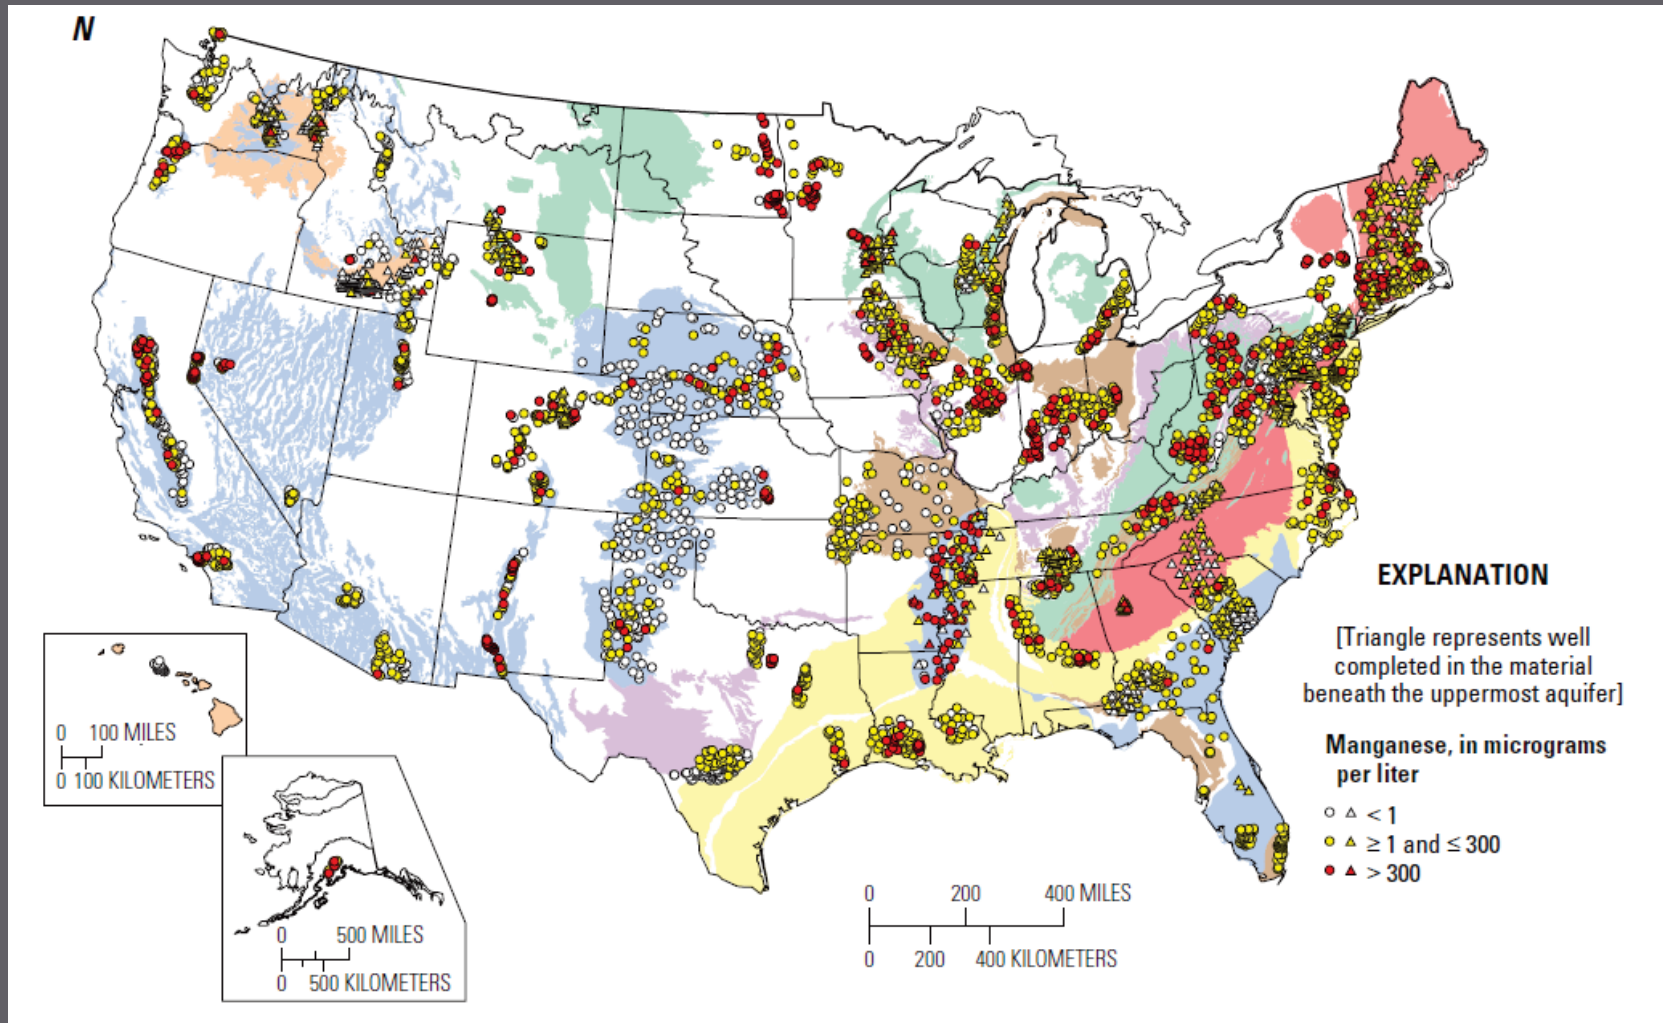 N
EXPLANATION
[Triangle represents well
completed in the material
beneath the uppermost aquifer]
Manganese, in micrograms
per liter
< 1
≥ 1 and ≤ 300
> 300
0 100 MILES
0 100 KILOMETERS
0 500 MILES
0 500 KILOMETERS
0 200 400 MILES
0 200 400 KILOMETERS